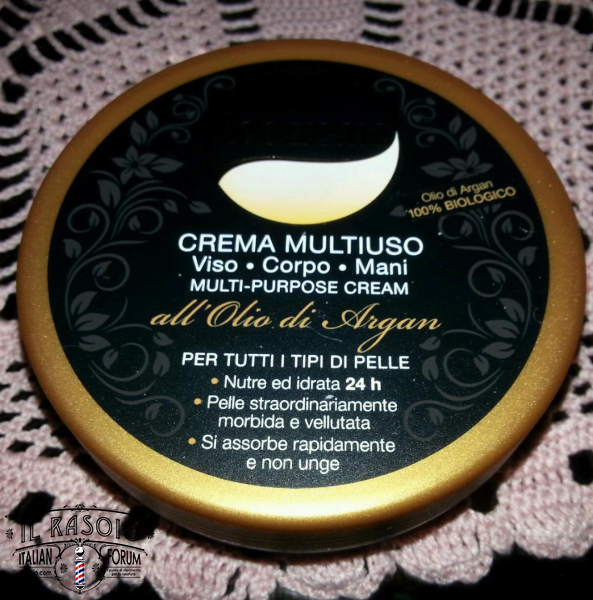 Olio di Argan
100% BIOLOGICO
CREMA MULTIUSO
Viso • Corpo • Mani
MULTI-PURPOSE CREAM
all'Olio di Argan
PER TUTTI I TIPI DI PELLE
• Nutre ed idrata 24 h
• Pelle straordinariamente
morbida e vellutata
• Si assorbe rapidamente
e non unge
IL RASOIO
ITALIAN FORUM